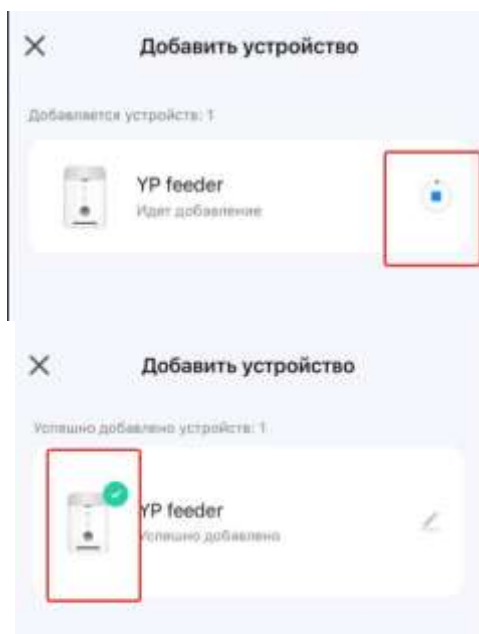 Добавить устройство
Добавляется устройств: 1
YP feeder
Идет добавление
Добавить устройство
Успешно добавлено устройств: 1
YP feeder
Успешно добавлено